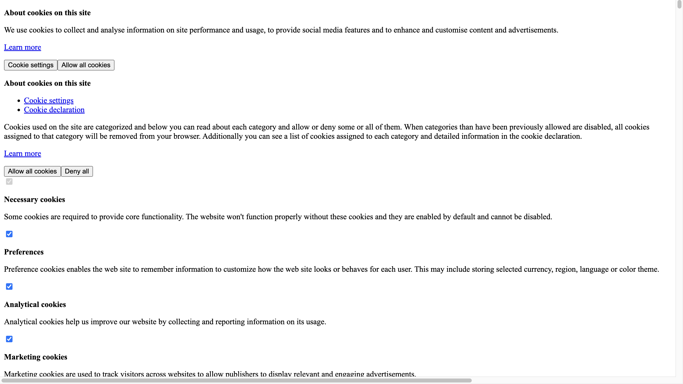 About cookies on this site
We use cookies to collect and analyse information on site performance and usage, to provide social media features and to enhance and customise content and advertisements.
Learn more
Cookie settings Allow all cookies
About cookies on this site
Cookie settings
Cookie declaration
Cookies used on the site are categorized and below you can read about each category and allow or deny some or all of them. When categories than have been previously allowed are disabled, all cookies
assigned to that category will be removed from your browser. Additionally you can see a list of cookies assigned to each category and detailed information in the cookie declaration.
Learn more
Allow all cookies Deny all
Necessary cookies
Some cookies are required to provide core functionality. The website won't function properly without these cookies and they are enabled by default and cannot be disabled.
Preferences
Preference cookies enables the web site to remember information to customize how the web site looks or behaves for each user. This may include storing selected currency, region, language or color theme.
Analytical cookies
Analytical cookies help us improve our website by collecting and reporting information on its usage.
Marketing cookies
Marketing cookies are used to track visitors across websites to allow publishers to display relevant and engaging advertisements.